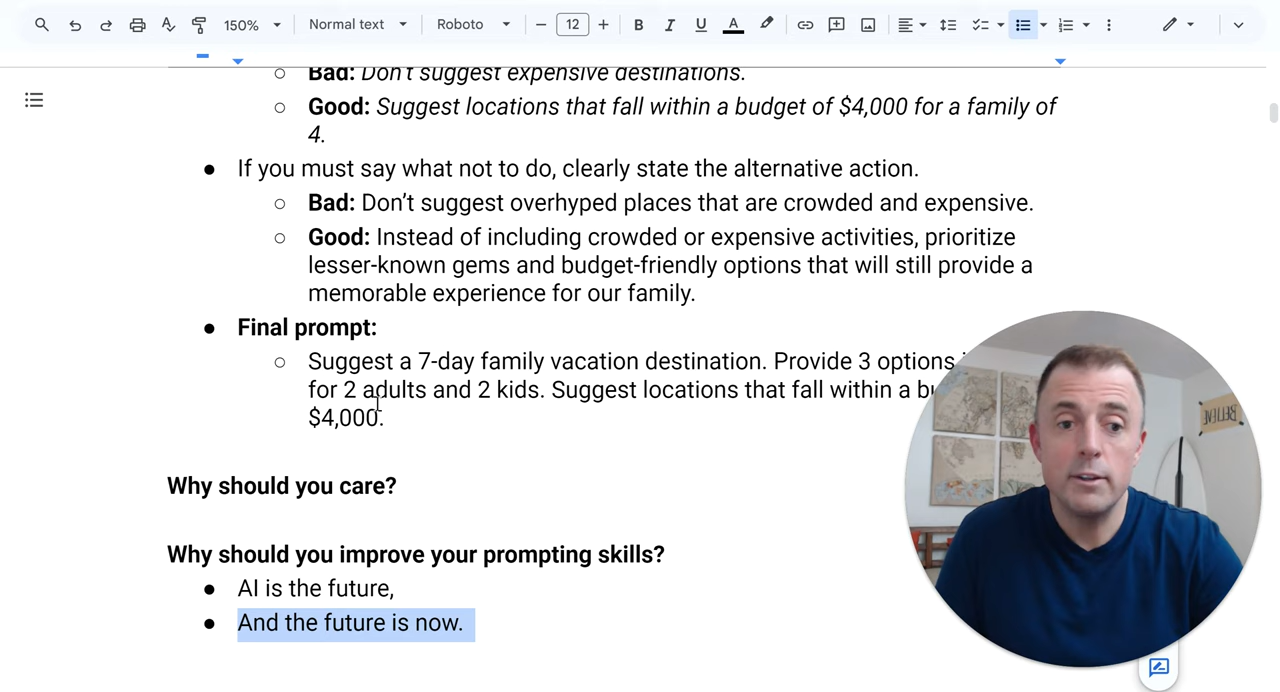 150% Normal text Roboto 12 B I U A
Bad: Don't suggest expensive destinations.
Good: Suggest locations that fall within a budget of $4,000 for a family of
4.
If you must say what not to do, clearly state the alternative action.
Bad: Don’t suggest overhyped places that are crowded and expensive.
Good: Instead of including crowded or expensive activities, prioritize
lesser-known gems and budget-friendly options that will still provide a
memorable experience for our family.
Final prompt:
Suggest a 7-day family vacation destination. Provide 3 options
for 2 adults and 2 kids. Suggest locations that fall within a
$4,000.
BELIEVE
Why should you care?
Why should you improve your prompting skills?
AI is the future,
And the future is now.